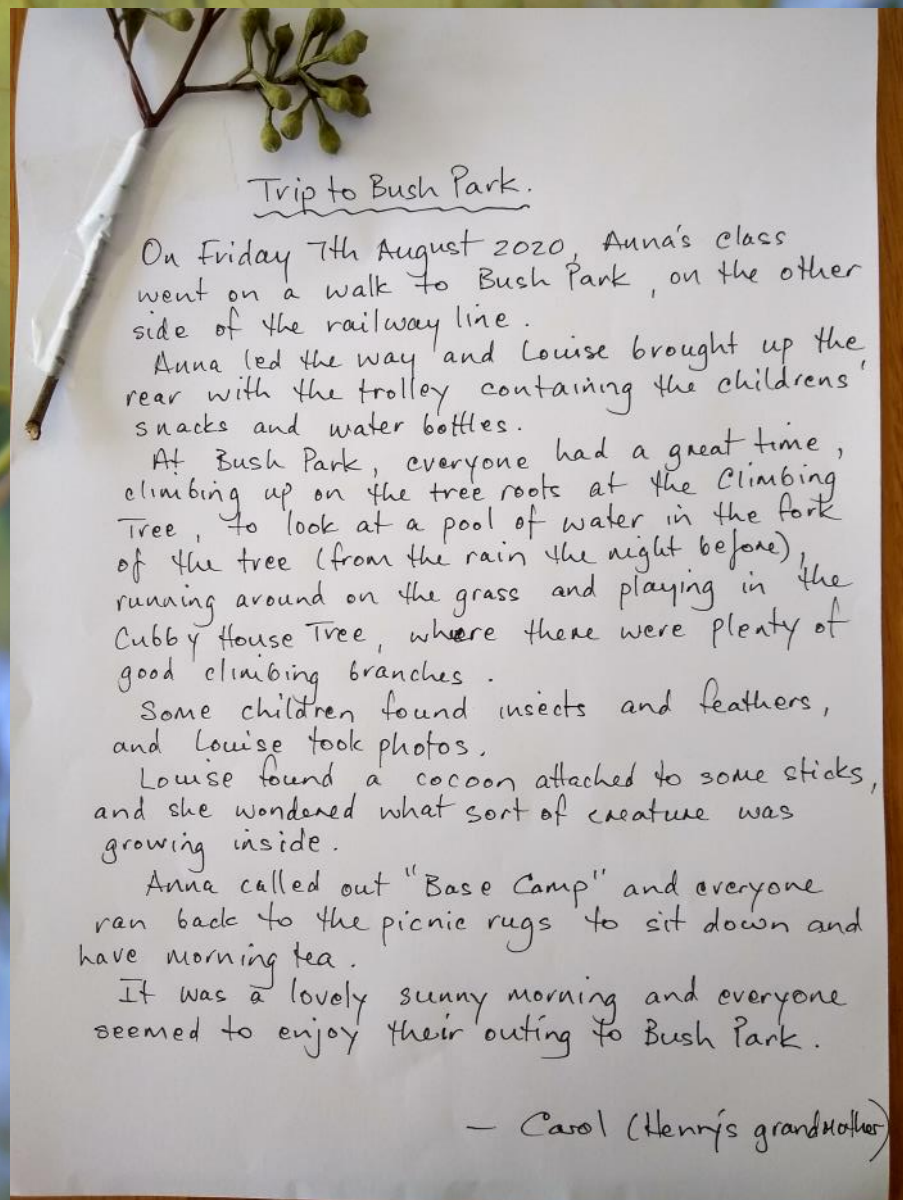 Trip to Bush Park.
On Friday 7th August 2020, Anna's class
went on a walk to Bush Park, on the other
side of the railway line.
Anna led the way and Louise brought up the
rear with the trolley containing the childrens'
snacks and water bottles.
At Bush Park, everyone had a great time,
climbing up on the tree roots at the Climbing
Tree, to look at a pool of water in the fork
of the tree (from the rain the night before),
running around on the grass and playing in the
Cubby House Tree, where there were plenty of
good climbing branches.
Some children found insects and feathers,
and Louise took photos.
Louise found a cocoon attached to some sticks,
and she wondered what sort of creature was
growing inside.
Anna called out "Base Camp" and everyone
ran back to the picnic rugs to sit down and
have morning tea.
It was a lovely sunny morning and everyone
seemed to enjoy their outing to Bush Park.
— Carol (Henry's grandmother)